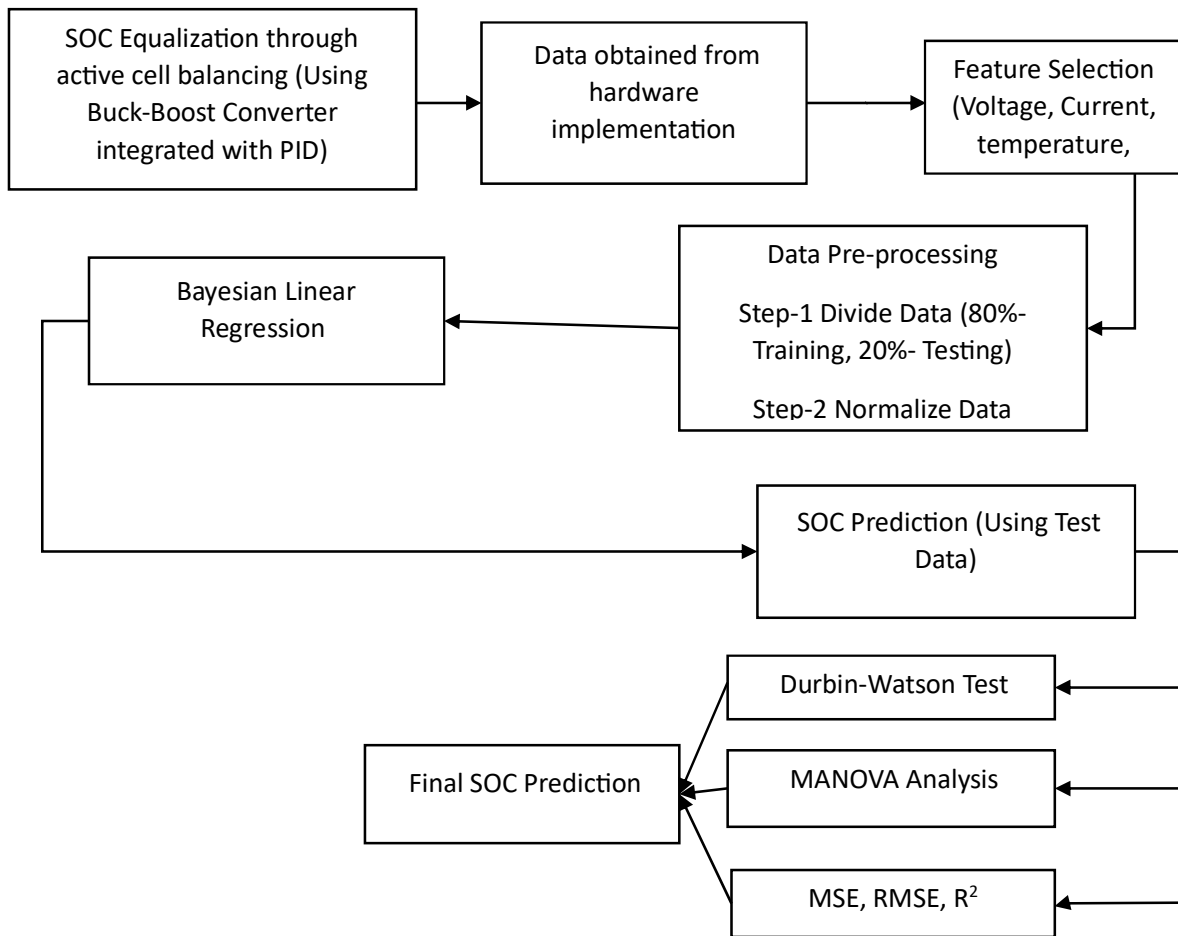 SOC Equalization through
active cell balancing (Using
Buck-Boost Converter
integrated with PID)
Data obtained from
hardware
implementation
Feature Selection
(Voltage, Current,
temperature,
Data Pre-processing
Step-1 Divide Data (80%-
Training, 20%- Testing)
Step-2 Normalize Data
Bayesian Linear
Regression
SOC Prediction (Using Test
Data)
Durbin-Watson Test
MANOVA Analysis
MSE, RMSE, R²
Final SOC Prediction